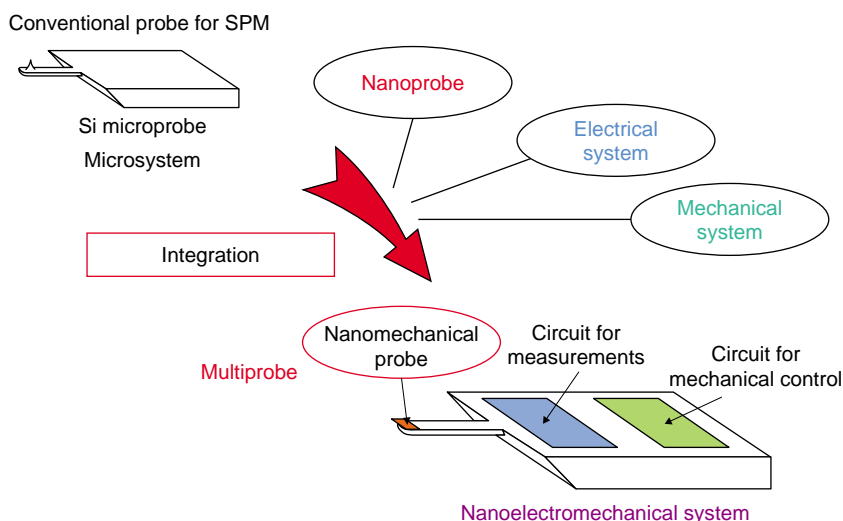 Conventional probe for SPM
Si microprobe
Microsystem
Nanoprobe
Electrical
system
Mechanical
system
Integration
Nanomechanical
probe
Multiprobe
Circuit for
measurements
Circuit for
mechanical control
Nanoelectromechanical system